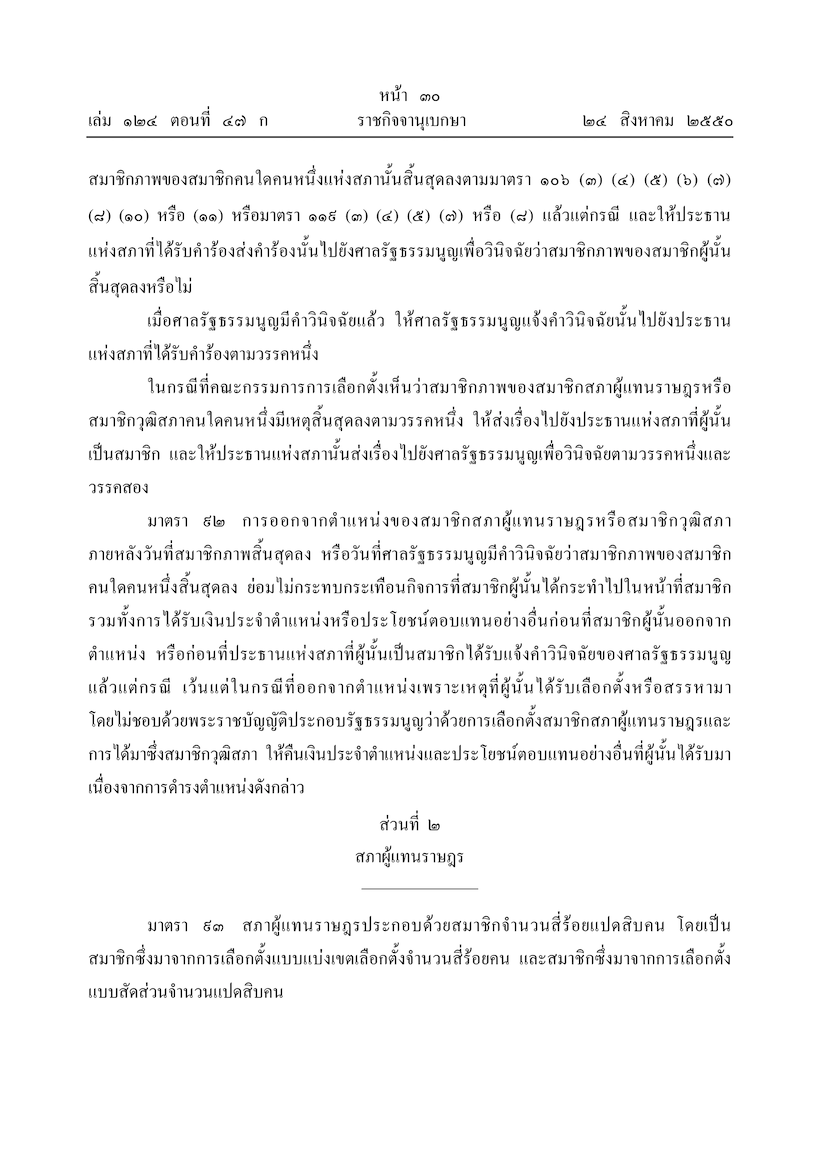 หน้า ๓๐
เล่ม ๑๒๔ ตอนที่ ๔๗ ก ราชกิจจานุเบกษา ๒๔ สิงหาคม ๒๕๕๐
สมาชิกภาพของสมาชิกคนใดคนหนึ่งแห่งสภานั้นสิ้นสุดลงตามมาตรา ๑๐๖ (๓) (๔) (๕) (๖) (๗)
(๘) (๑๐) หรือ (๑๑) หรือมาตรา ๑๑๙ (๓) (๔) (๕) (๗) หรือ (๘) แล้วแต่กรณี และให้ประธาน
แห่งสภาที่ได้รับคำร้องส่งคำร้องนั้นไปยังศาลรัฐธรรมนูญเพื่อวินิจฉัยว่าสมาชิกภาพของสมาชิกผู้นั้น
สิ้นสุดลงหรือไม่
เมื่อศาลรัฐธรรมนูญมีคำวินิจฉัยแล้ว ให้ศาลรัฐธรรมนูญแจ้งคำวินิจฉัยนั้นไปยังประธาน
แห่งสภาที่ได้รับคำร้องตามวรรคหนึ่ง
ในกรณีที่คณะกรรมการการเลือกตั้งเห็นว่าสมาชิกภาพของสมาชิกสภาผู้แทนราษฎรหรือ
สมาชิกวุฒิสภาคนใดคนหนึ่งมีเหตุสิ้นสุดลงตามวรรคหนึ่ง ให้ส่งเรื่องไปยังประธานแห่งสภาที่ผู้นั้น
เป็นสมาชิก และให้ประธานแห่งสภานั้นส่งเรื่องไปยังศาลรัฐธรรมนูญเพื่อวินิจฉัยตามวรรคหนึ่งและ
วรรคสอง
มาตรา ๙๒ การออกจากตำแหน่งของสมาชิกสภาผู้แทนราษฎรหรือสมาชิกวุฒิสภา
ภายหลังวันที่สมาชิกภาพสิ้นสุดลง หรือวันที่ศาลรัฐธรรมนูญมีคำวินิจฉัยว่าสมาชิกภาพของสมาชิก
คนใดคนหนึ่งสิ้นสุดลง ย่อมไม่กระทบกระเทือนกิจการที่สมาชิกผู้นั้นได้กระทำไปในหน้าที่สมาชิก
รวมทั้งการได้รับเงินประจำตำแหน่งหรือประโยชน์ตอบแทนอย่างอื่นก่อนที่สมาชิกผู้นั้นออกจาก
ตำแหน่ง หรือก่อนที่ประธานแห่งสภาที่ผู้นั้นเป็นสมาชิกได้รับแจ้งคำวินิจฉัยของศาลรัฐธรรมนูญ
แล้วแต่กรณี เว้นแต่ในกรณีที่ออกจากตำแหน่งเพราะเหตุที่ผู้นั้นได้รับเลือกตั้งหรือสรรหามา
โดยไม่ชอบด้วยพระราชบัญญัติประกอบรัฐธรรมนูญว่าด้วยการเลือกตั้งสมาชิกสภาผู้แทนราษฎรและ
การได้มาซึ่งสมาชิกวุฒิสภา ให้คืนเงินประจำตำแหน่งและประโยชน์ตอบแทนอย่างอื่นที่ผู้นั้นได้รับมา
เนื่องจากการดำรงตำแหน่งดังกล่าว
ส่วนที่ ๒
สภาผู้แทนราษฎร
มาตรา ๙๓ สภาผู้แทนราษฎรประกอบด้วยสมาชิกจำนวนสี่ร้อยแปดสิบคน โดยเป็น
สมาชิกซึ่งมาจากการเลือกตั้งแบบแบ่งเขตเลือกตั้งจำนวนสี่ร้อยคน และสมาชิกซึ่งมาจากการเลือกตั้ง
แบบสัดส่วนจำนวนแปดสิบคน